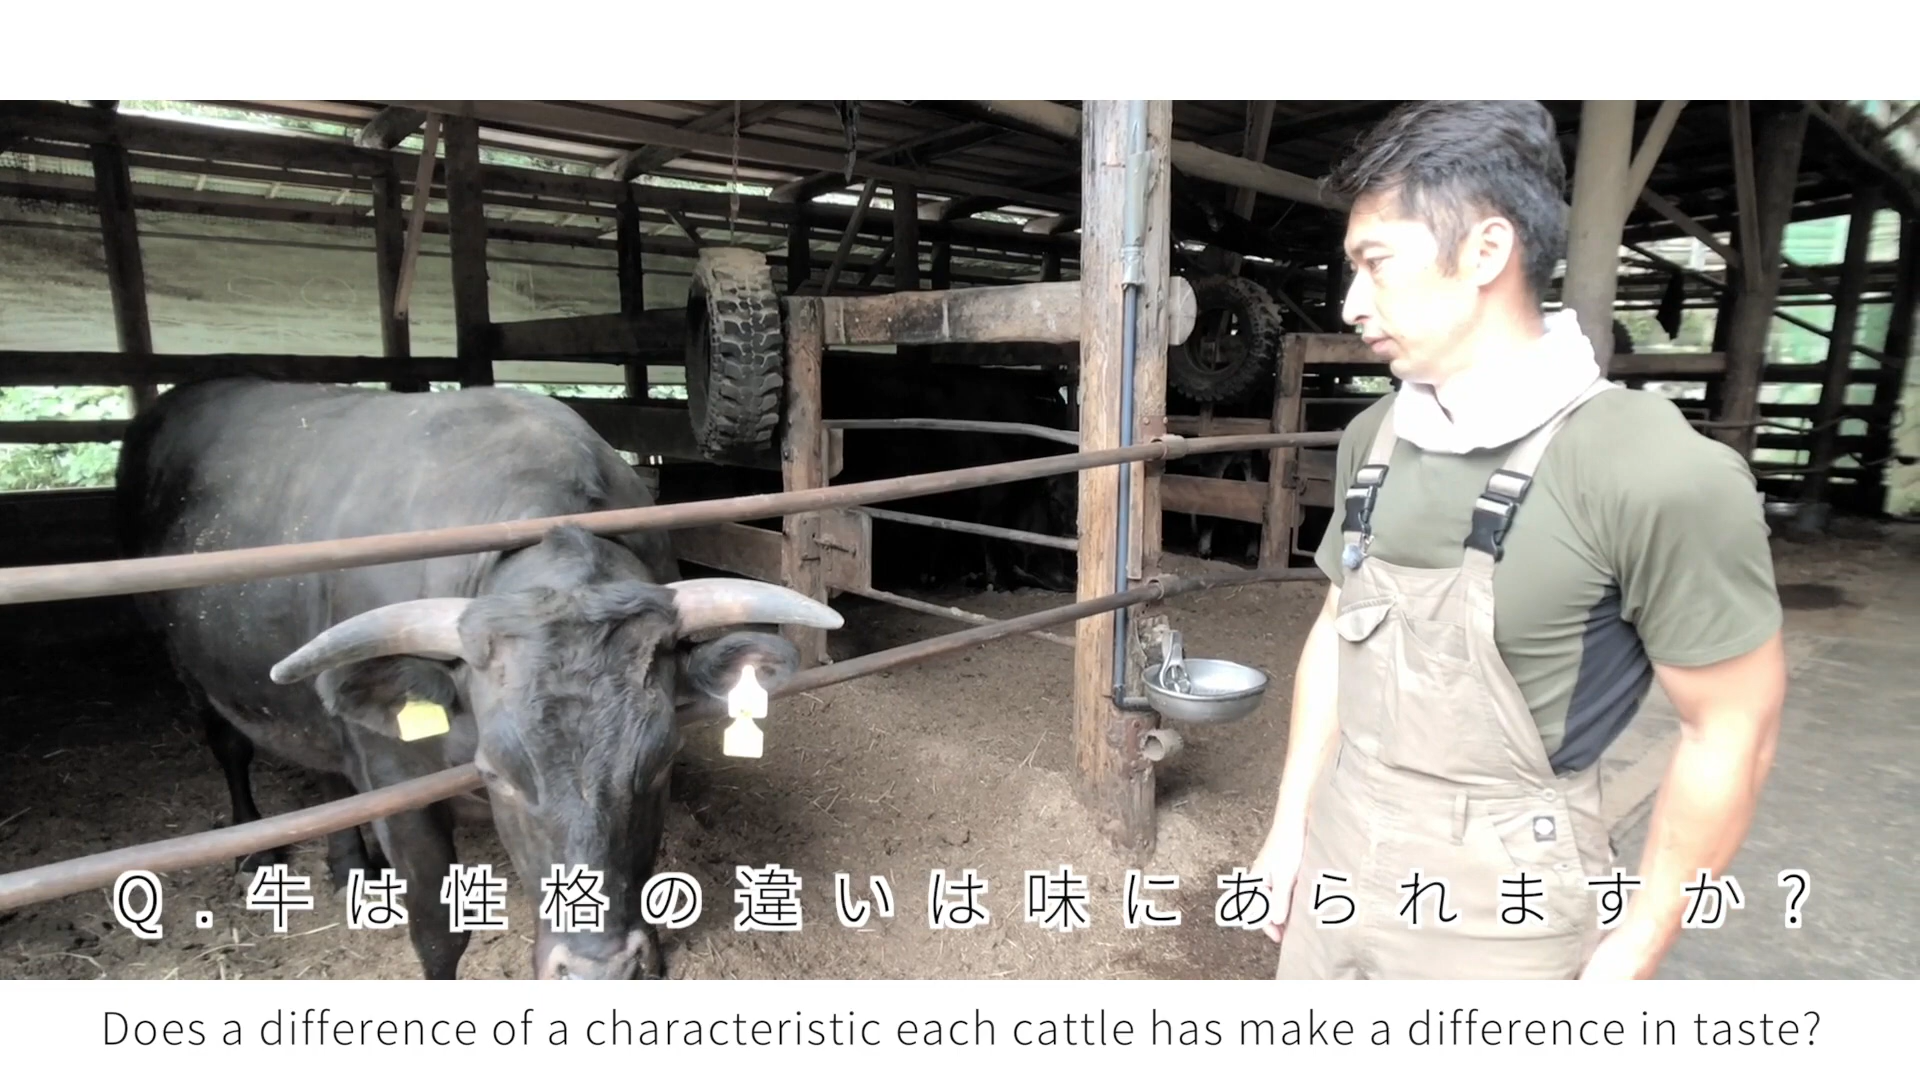 Q.牛は性格の違いは味にあられますか?
Does a difference of a characteristic each cattle has make a difference in taste?